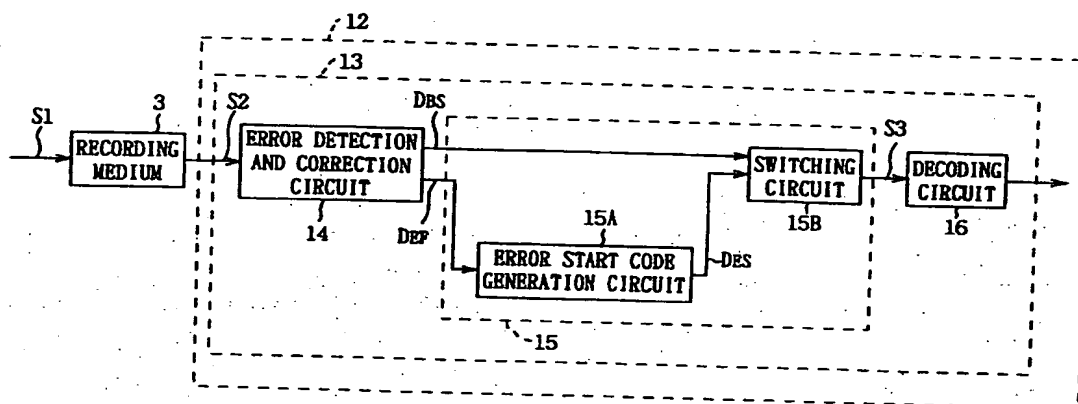 12
13
S1
3
RECORDING
MEDIUM
S2
ERROR DETECTION
AND CORRECTION
CIRCUIT
14
DBS
DEF
15A
ERROR START CODE
GENERATION CIRCUIT
DES
SWITCHING
CIRCUIT
15B
S3
DECODING
CIRCUIT
16
15